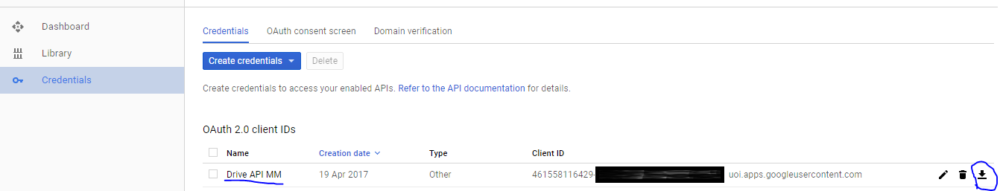 Dashboard
Library
Credentials
Credentials OAuth consent screen Domain verification
Create credentials Delete
Create credentials to access your enabled APIs. Refer to the API documentation for details.
OAuth 2.0 client IDs
Name Creation date Type Client ID
Drive API MM 19 Apr 2017 Other 461558116429- uoi.apps.googleusercontent.com